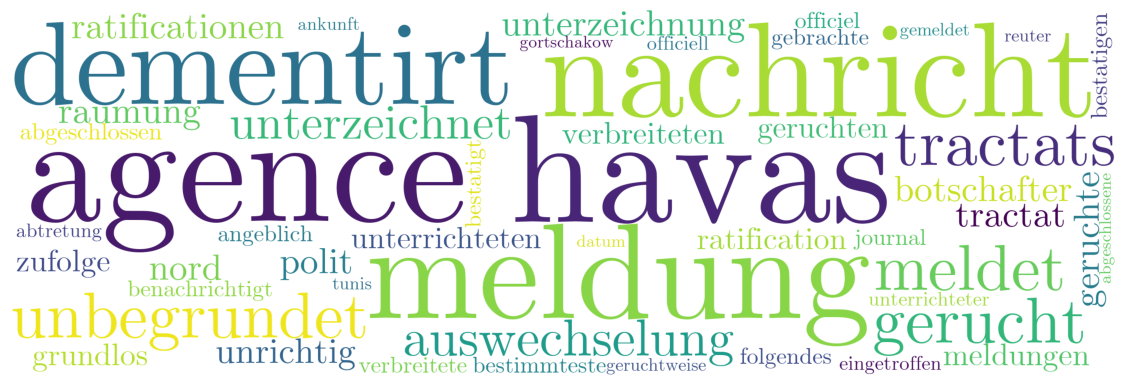 ratificationen ankunft unterzeichnung officiel gemeldet reuter
gortschakow officiell gebrachte bestatigen
dementirt nachricht
raumung unterzeichnet verbreiteten geruchten
abgeschlossen tractats
agence havas
bestatigt botschafter
tractat geruchte abgeschlossene
abtretung angeblich unterrichteten datum ratification journal
zufolge nord polit meldung meldet
benachrichtigt tunis unterrichteter
unbegrundet auswechselung gerucht
grundlos unrichtig verbreitete bestimmteste geruchtweise folgendes eingetroffen meldungen